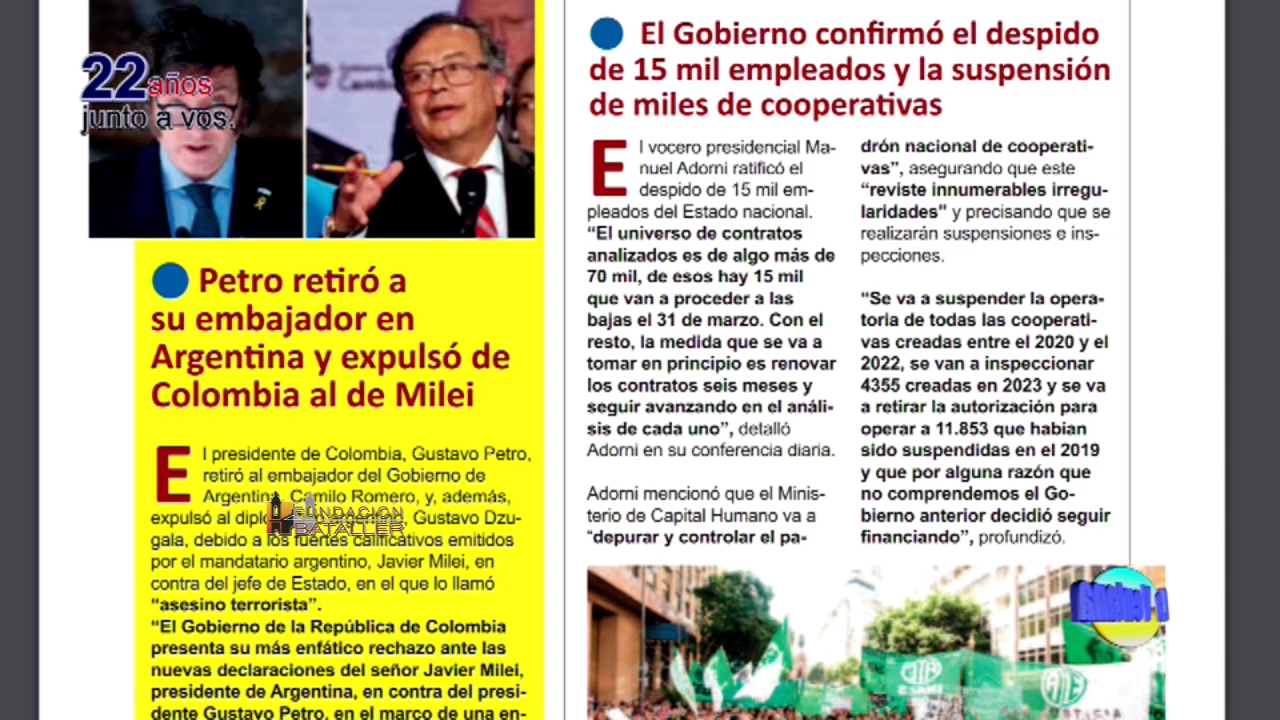 22 años
junto a vos.
Petro retiró a
su embajador en
Argentina y expulsó de
Colombia al de Milei
El presidente de Colombia, Gustavo Petro,
retiró al embajador del Gobierno de
Argentina, Camilo Romero, y, además,
expulsó al Gustavo Dzu-
gala, debido a los fuertes calificativos emitidos
por el mandatario argentino, Javier Milei, en
contra del jefe de Estado, en el que lo llamó
“asesino terrorista”.
“El Gobierno de la República de Colombia
presenta su más enfático rechazo ante las
nuevas declaraciones del señor Javier Milei,
presidente de Argentina, en contra del presi-
dente Gustavo Petro, en el marco de una en-
FUNDACION
BATALLER
El Gobierno confirmó el despido
de 15 mil empleados y la suspensión
de miles de cooperativas
El vocero presidencial Ma-
nuel Adorni ratificó el
despido de 15 mil em-
pleados del Estado nacional.
“El universo de contratos
analizados es de algo más de
70 mil, de esos hay 15 mil
que van a proceder a las
bajas el 31 de marzo. Con el
resto, la medida que se va a
tomar en principio es renovar
los contratos seis meses y
seguir avanzando en el análi-
sis de cada uno”, detalló
Adorni en su conferencia diaria.
Adorni mencionó que el Minis-
terio de Capital Humano va a
“depurar y controlar el pa-
drón nacional de cooperati-
vas”, asegurando que este
“reviste innumerables irregu-
laridades" y precisando que se
realizarán suspensiones e ins-
pecciones.
“Se va a suspender la opera-
toria de todas las cooperati-
vas creadas entre el 2020 y el
2022, se van a inspeccionar
4355 creadas en 2023 y se va
a retirar la autorización para
operar a 11.853 que habían
sido suspendidas en el 2019
y que por alguna razón que
no comprendemos el Go-
bierno anterior decidió seguir
financiando”, profundizó.
ATE